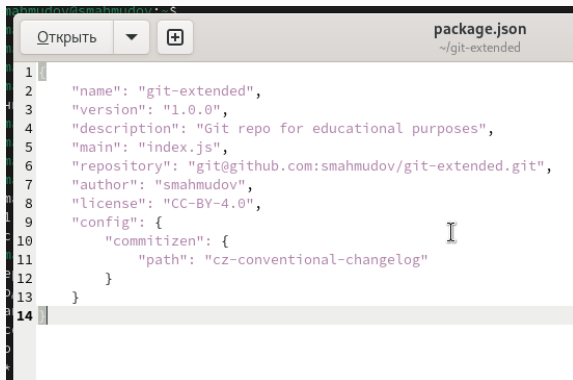 mahmudov@smahmudov:~$
Открыть
package.json
~/git-extended
1 {
2 "name": "git-extended",
3 "version": "1.0.0",
4 "description": "Git repo for educational purposes",
5 "main": "index.js",
6 "repository": "git@github.com:smahmudov/git-extended.git",
7 "author": "smahmudov",
8 "license": "CC-BY-4.0",
9 "config": {
10 "commitizen": {
11 "path": "cz-conventional-changelog"
12 }
13 }
14 }